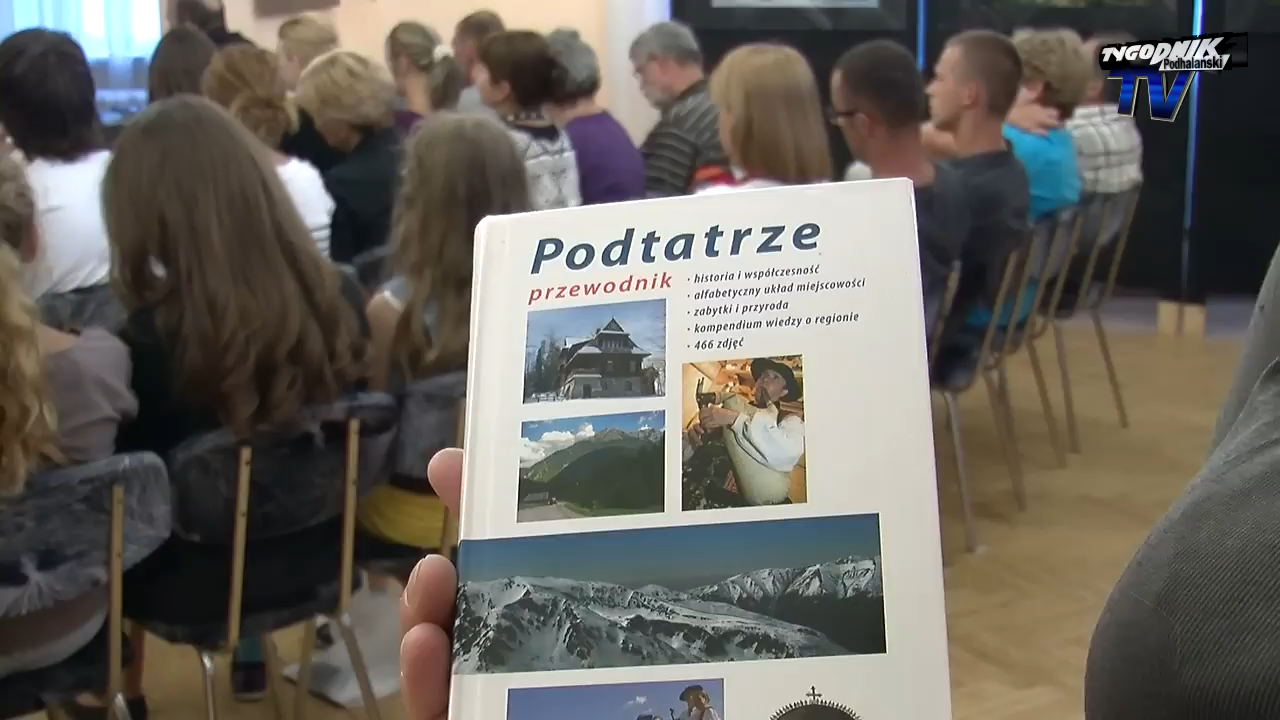 TYGODNIK
Podhalański
TV
Podtatrze
przewodnik
· historia i współczesność
· alfabetyczny układ miejscowości
· zabytki i przyroda
· kompendium wiedzy o regionie
· 466 zdjęć